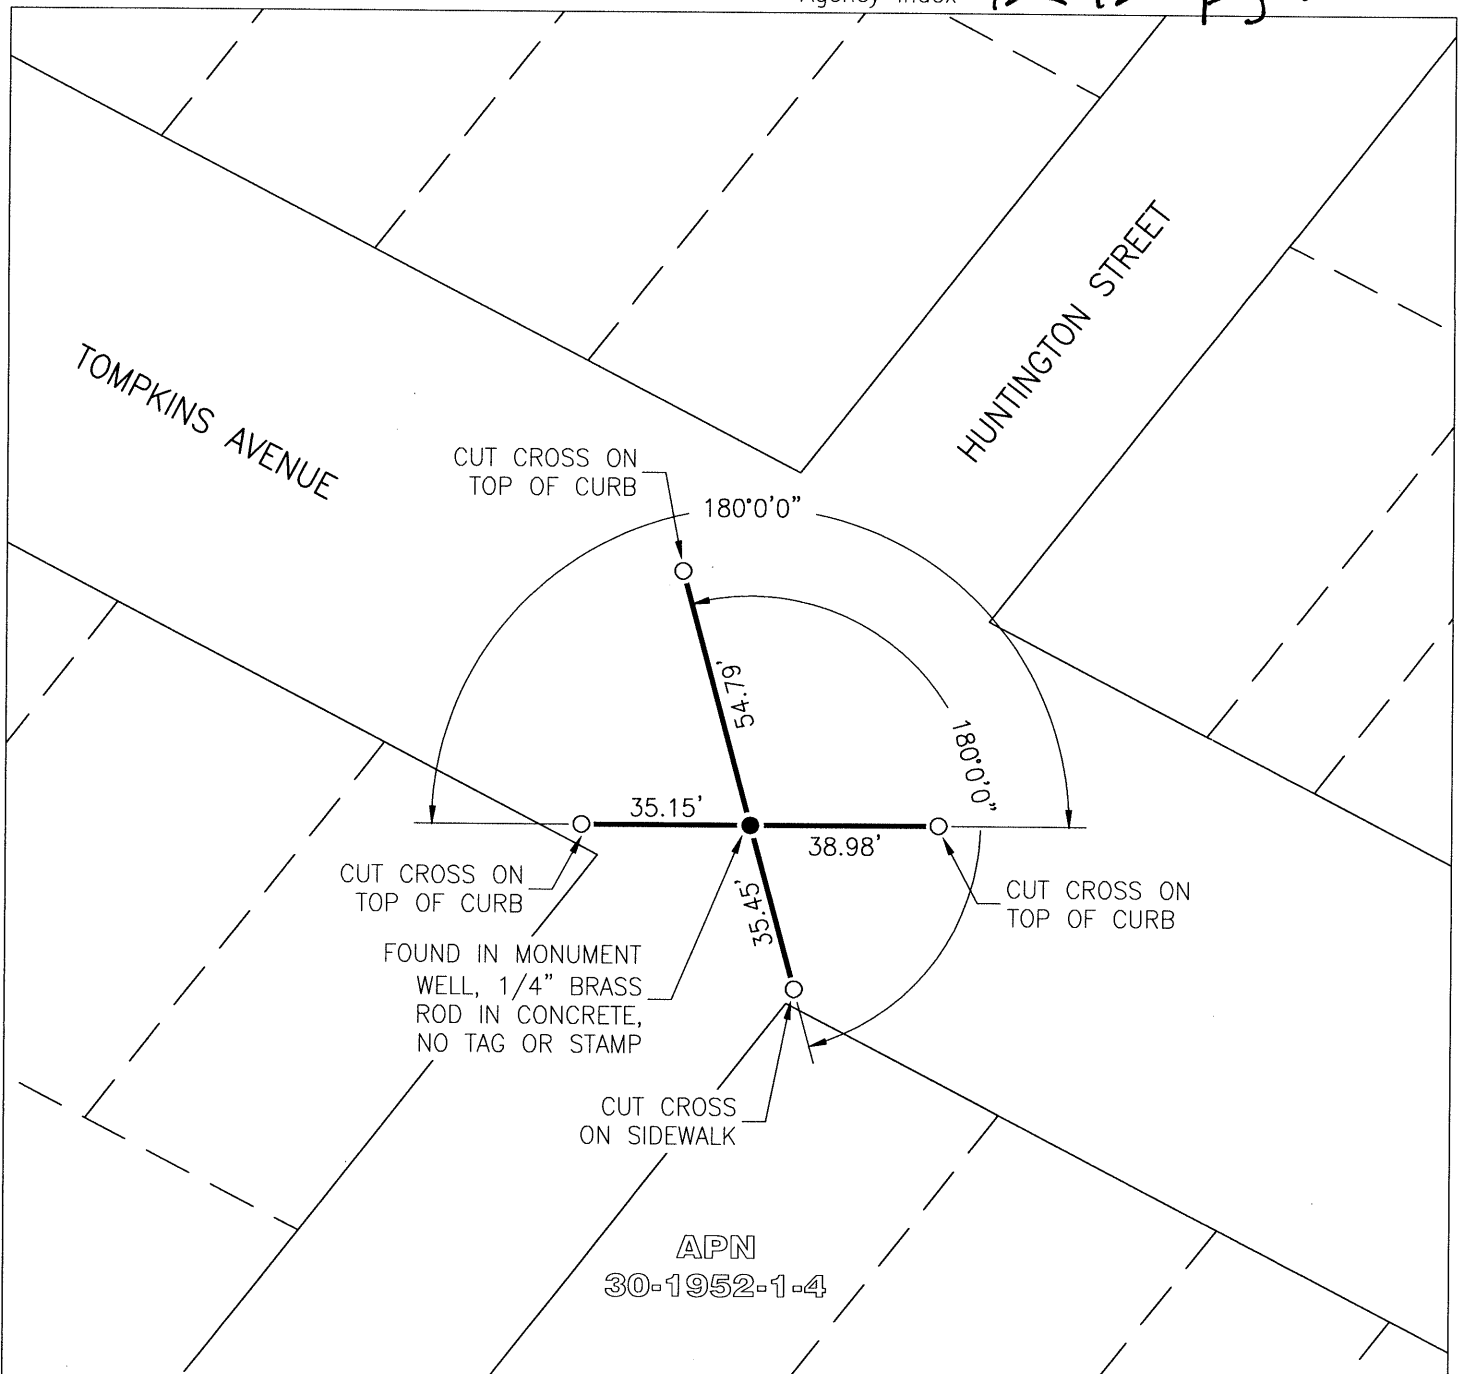 Agency Index
TOMPKINS AVENUE
HUNTINGTON STREET
CUT CROSS ON
TOP OF CURB
180°0'0"
54.79'
180°0'0"
35.15'
38.98'
CUT CROSS ON
TOP OF CURB
35.45'
CUT CROSS ON
TOP OF CURB
FOUND IN MONUMENT
WELL, 1/4" BRASS
ROD IN CONCRETE,
NO TAG OR STAMP
CUT CROSS
ON SIDEWALK
APN
30-1952-1-4